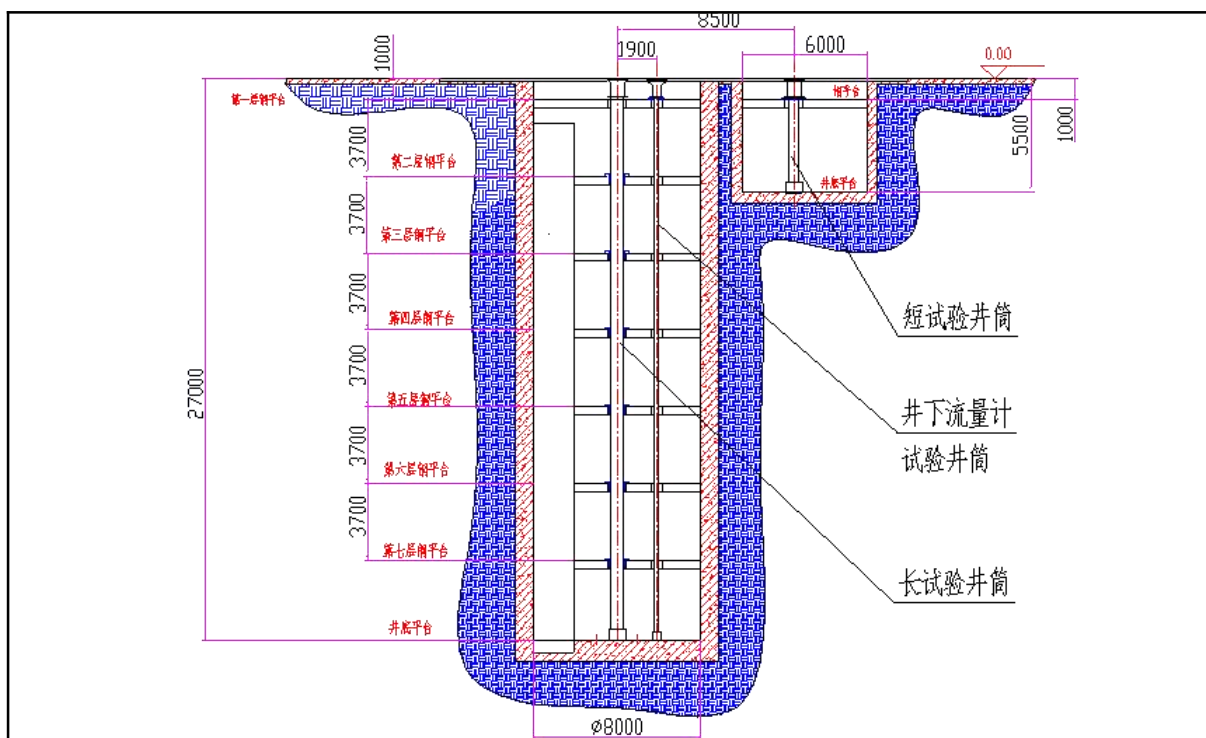 8500
1900
6000
0.00
1000
第一层钢平台
钢平台
3700
5500
1000
第二层钢平台
井底平台
3700
第三层钢平台
3700
第四层钢平台
短试验井筒
27000
3700
第五层钢平台
井下流量计
试验井筒
3700
第六层钢平台
3700
第七层钢平台
长试验井筒
井底平台
ø8000